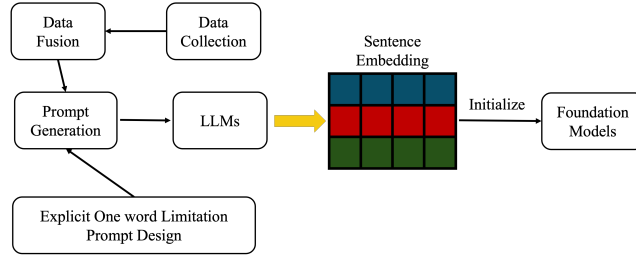 Data
Fusion
Data
Collection
Sentence
Embedding
Prompt
Generation
LLMs
Initialize
Foundation
Models
Explicit One word Limitation
Prompt Design